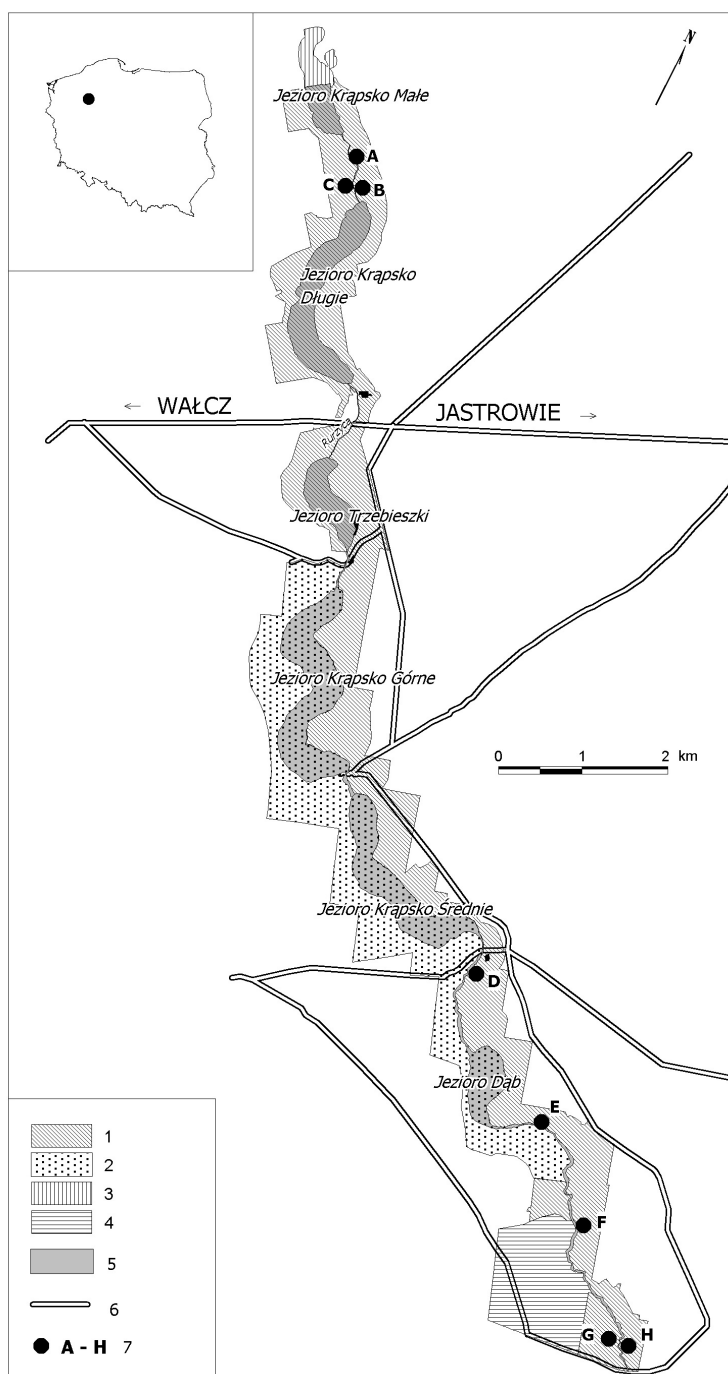 N
Jezioro Krąpsko Małe
A
C
B
Jezioro Krąpsko
Długie
← WAŁCZ
JASTROWIE →
Rurzyca
Jezioro Trzebieszki
Jezioro Krąpsko Górne
0 1 2 km
Jezioro Krąpsko Średnie
D
Jezioro Dąb
E
F
G
H
1
2
3
4
5
6
A - H 7